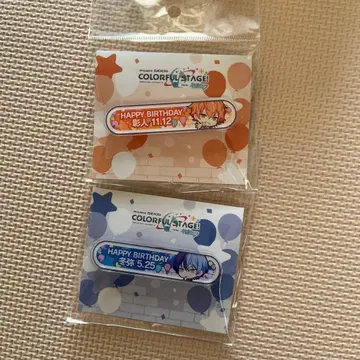 COLORFUL STAGE!
HAPPY BIRTHDAY
彰人 11.12
COLORFUL STAGE!
HAPPY BIRTHDAY
冬弥 5.25